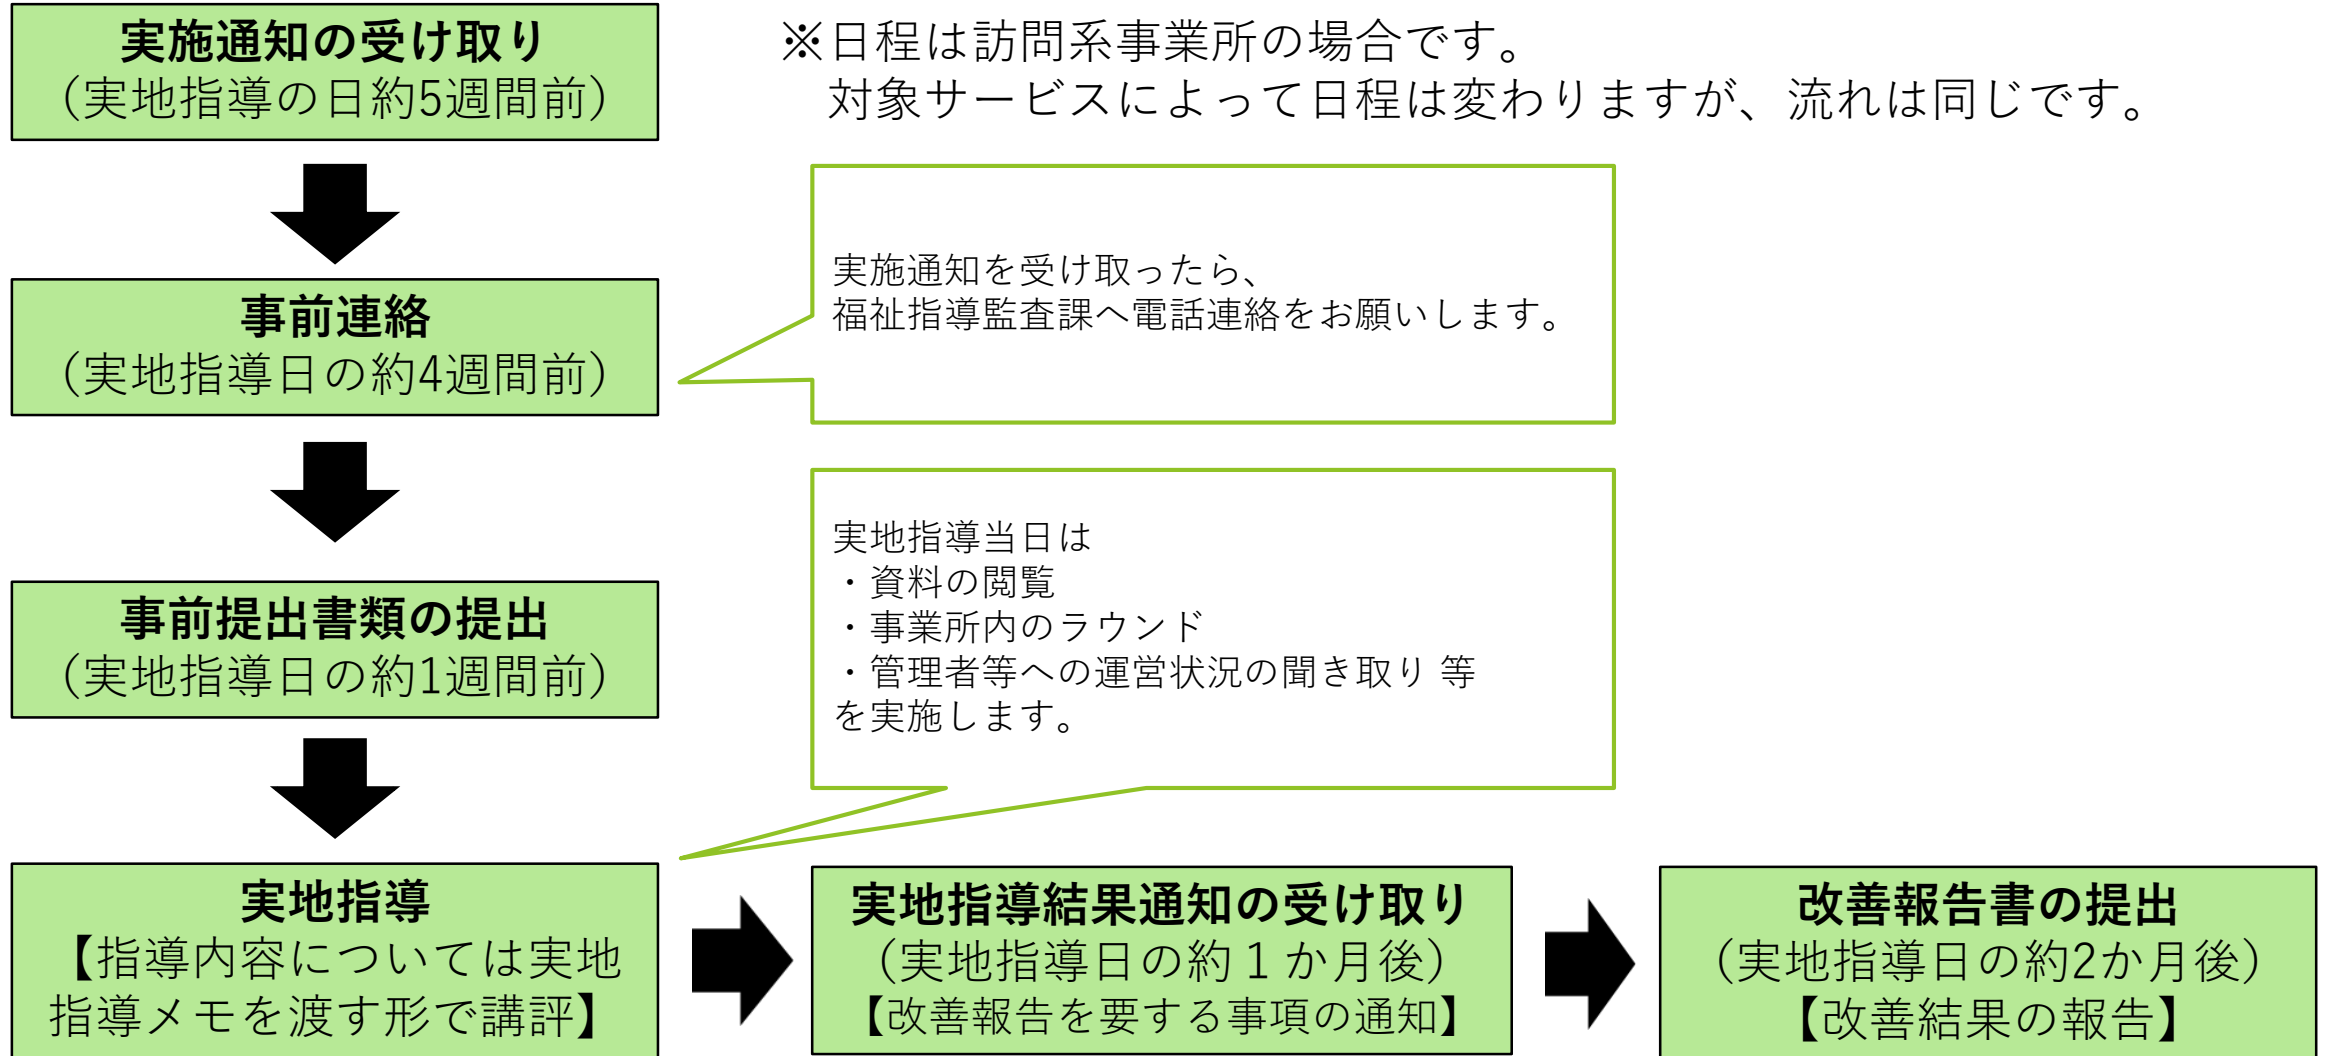 実施通知の受け取り
（実地指導の日約5週間前）
※日程は訪問系事業所の場合です。
対象サービスによって日程は変わりますが、流れは同じです。
事前連絡
（実地指導日の約4週間前）
実施通知を受け取ったら、
福祉指導監査課へ電話連絡をお願いします。
事前提出書類の提出
（実地指導日の約1週間前）
実地指導当日は
・資料の閲覧
・事業所内のラウンド
・管理者等への運営状況の聞き取り 等
を実施します。
実地指導
【指導内容については実地
指導メモを渡す形で講評】
実地指導結果通知の受け取り
（実地指導日の約１か月後）
【改善報告を要する事項の通知】
改善報告書の提出
（実地指導日の約2か月後）
【改善結果の報告】